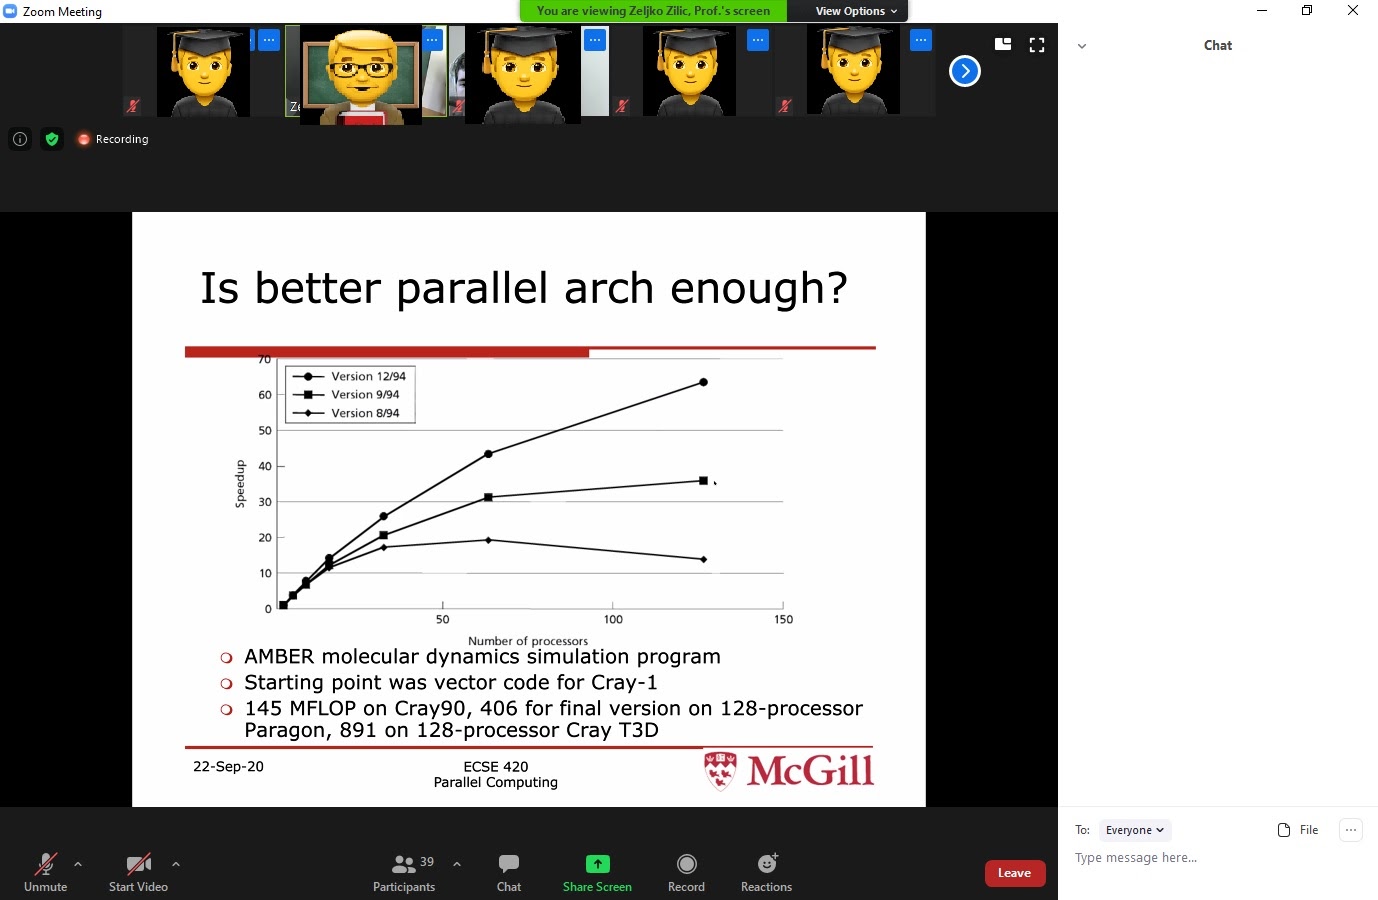 Zoom Meeting
You are viewing Zeljko Zilic, Prof.'s screen
View Options
Chat
Ze
Recording
Is better parallel arch enough?
70
60
50
40
30
20
10
0
Speedup
Version 12/94
Version 9/94
Version 8/94
50
100
150
Number of processors
AMBER molecular dynamics simulation program
Starting point was vector code for Cray-1
145 MFLOP on Cray90, 406 for final version on 128-processor
Paragon, 891 on 128-processor Cray T3D
22-Sep-20
ECSE 420
Parallel Computing
McGill
To: Everyone
File
Type message here...
Unmute
Start Video
39
Participants
Chat
Share Screen
Record
Reactions
Leave